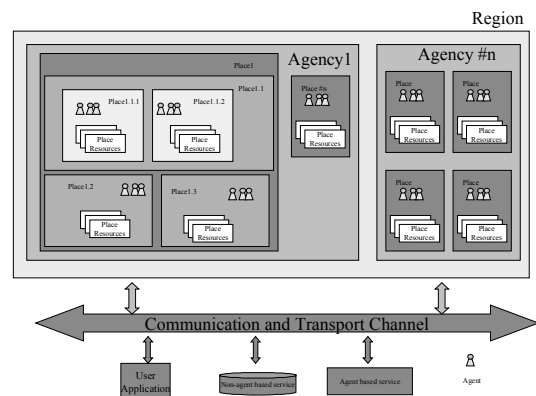 Region
Agency1
Agency #n
Place1
Place1.1
Place1.1.1
Place1.1.2
Place
Resources
Place
Resources
Place1.2
Place1.3
Place
Resources
Place
Resources
Place #n
Place
Resources
Place
Place
Place
Resources
Place
Resources
Place
Place
Place
Resources
Place
Resources
Communication and Transport Channel
User
Application
Non-agent based service
Agent based service
Agent